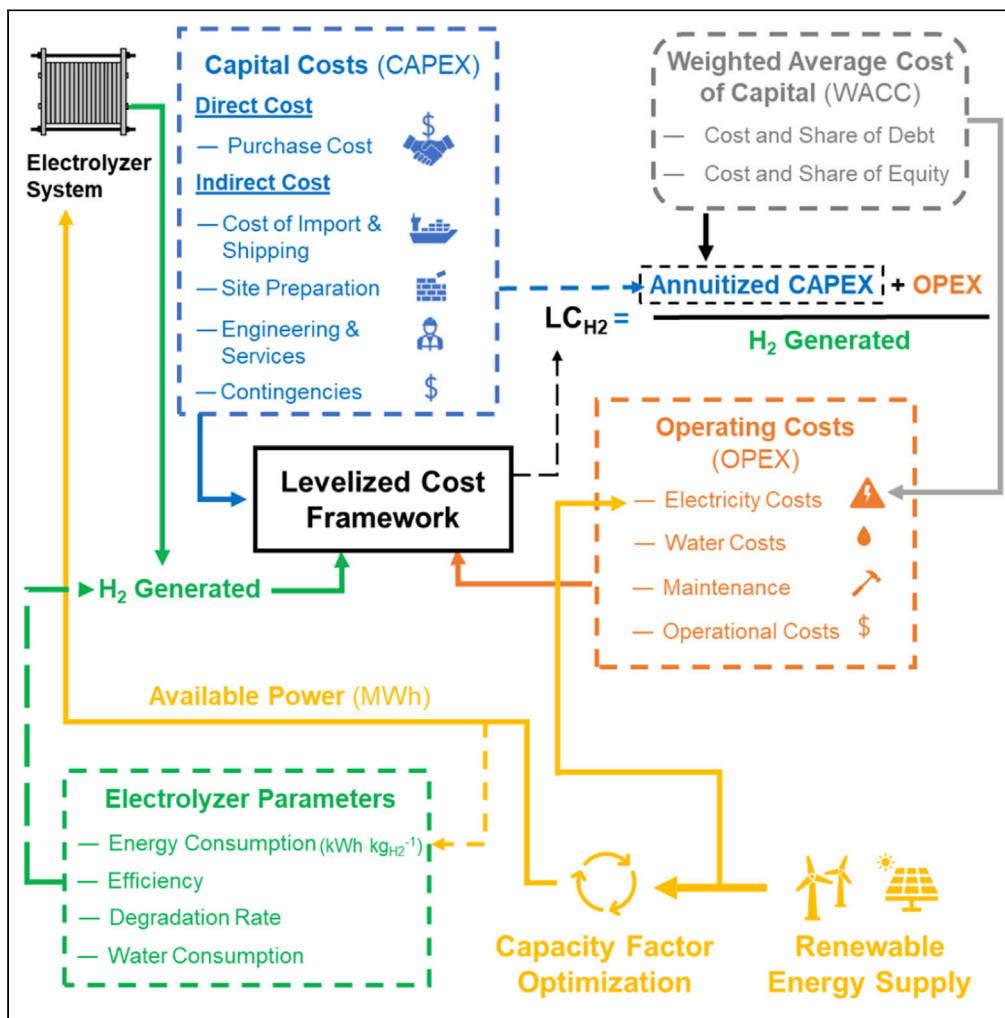 Capital Costs (CAPEX)
Direct Cost
— Purchase Cost
$
Indirect Cost
— Cost of Import &
Shipping
— Site Preparation
— Engineering &
Services
— Contingencies
$
Electrolyzer
System
Weighted Average Cost
of Capital (WACC)
— Cost and Share of Debt
— Cost and Share of Equity
LC_H2 =
Annuitized CAPEX + OPEX
H₂ Generated
Levelized Cost
Framework
Operating Costs
(OPEX)
— Electricity Costs
— Water Costs
— Maintenance
— Operational Costs $
H₂ Generated
Available Power (MWh)
Electrolyzer Parameters
— Energy Consumption (kWh kg_H2⁻¹)
— Efficiency
— Degradation Rate
— Water Consumption
Capacity Factor
Optimization
Renewable
Energy Supply